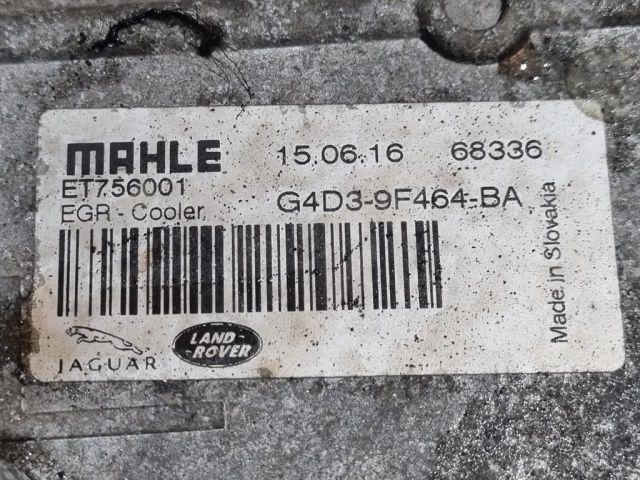 MAHLE 15.06.16 68336
ET756001
EGR - Cooler G4D3-9F464-BA
Made in Slovakia
JAGUAR
LAND
ROVER